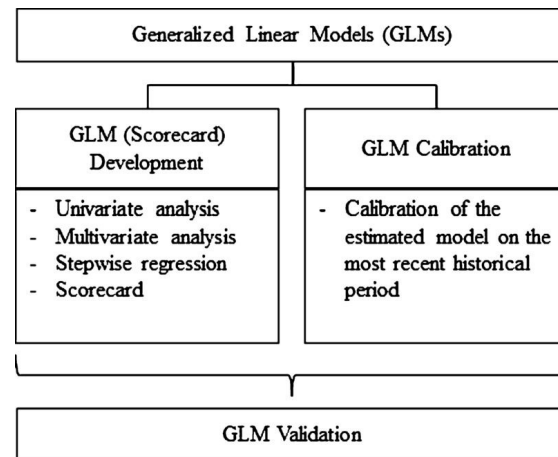 Generalized Linear Models (GLMs)
GLM (Scorecard)
Development
- Univariate analysis
- Multivariate analysis
- Stepwise regression
- Scorecard
GLM Calibration
- Calibration of the
estimated model on the
most recent historical
period
GLM Validation